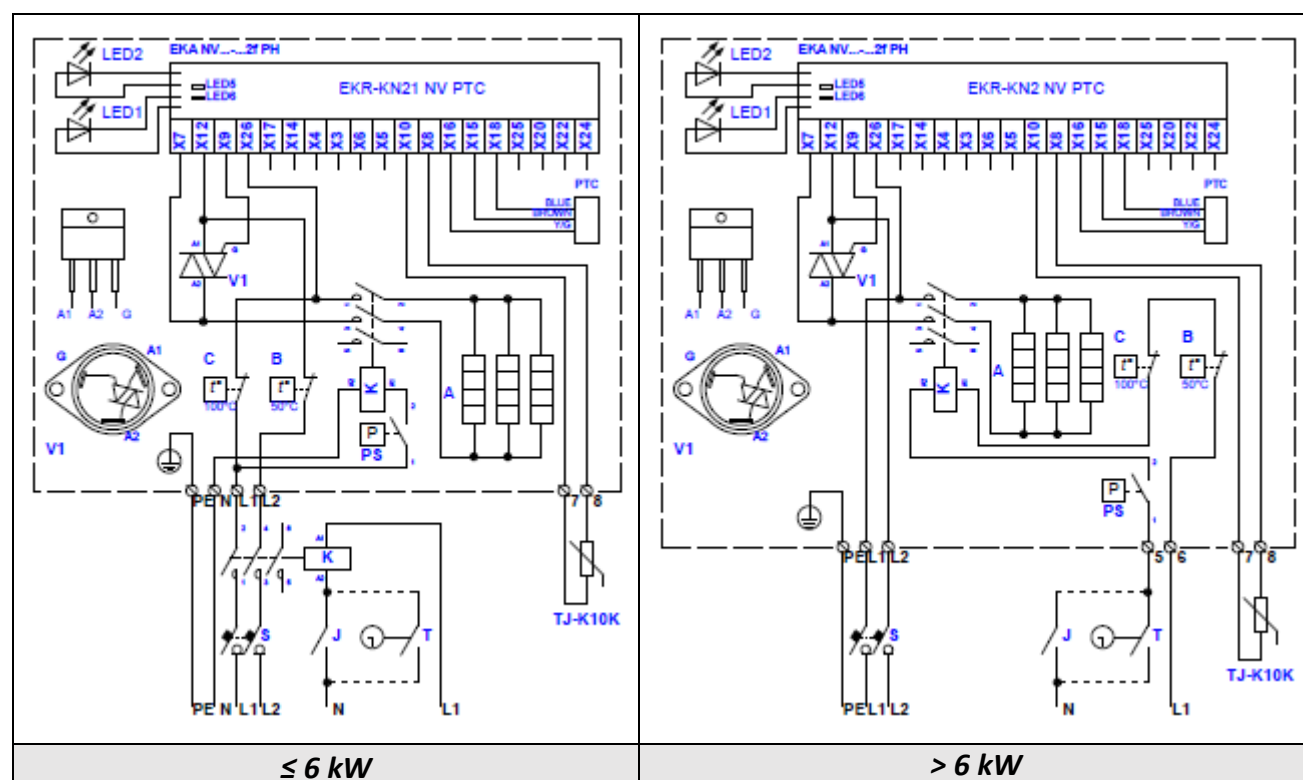 EKA NV...-...2f PH
LED2
LED5
LED6
LED1
EKR-KN21 NV PTC
X7 X12 X9 X26 X17 X14 X4 X3 X6 X5 X10 X8 X16 X15 X18 X25 X20 X22 X24
PTC
BLUE
BROWN
Y/G
A1
G
A2
V1
A1 A2 G
G
A1
A2
V1
C
t°
100°C
B
t°
50°C
K
A
P
PS
PE N L1 L2
7 8
K
S
J
T
TJ-K10K
PE N L1 L2
N
L1
≤ 6 kW
EKA NV...-...2f PH
LED2
LED5
LED6
LED1
EKR-KN2 NV PTC
X7 X12 X9 X26 X17 X14 X4 X3 X6 X5 X10 X8 X16 X15 X18 X25 X20 X22 X24
PTC
BLUE
BROWN
Y/G
A1
G
A2
V1
A1 A2 G
G
A1
A2
V1
K
A
C
t°
100°C
B
t°
50°C
P
PS
PE L1 L2
5 6
7 8
S
J
T
TJ-K10K
PE L1 L2
N
L1
> 6 kW